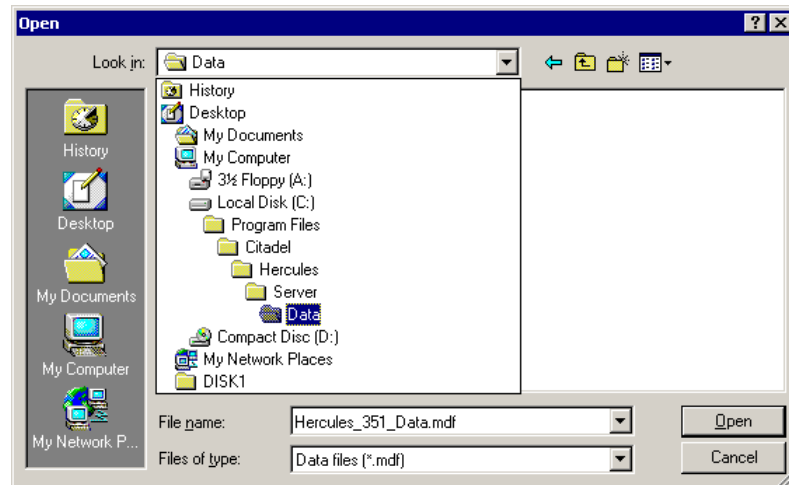 Open
Look in: Data
History
Desktop
My Documents
My Computer
3½ Floppy (A:)
Local Disk (C:)
Program Files
Citadel
Hercules
Server
Data
Compact Disc (D:)
My Network Places
DISK1
History
Desktop
My Documents
My Computer
My Network P...
File name: Hercules_351_Data.mdf Open
Files of type: Data files (*.mdf) Cancel